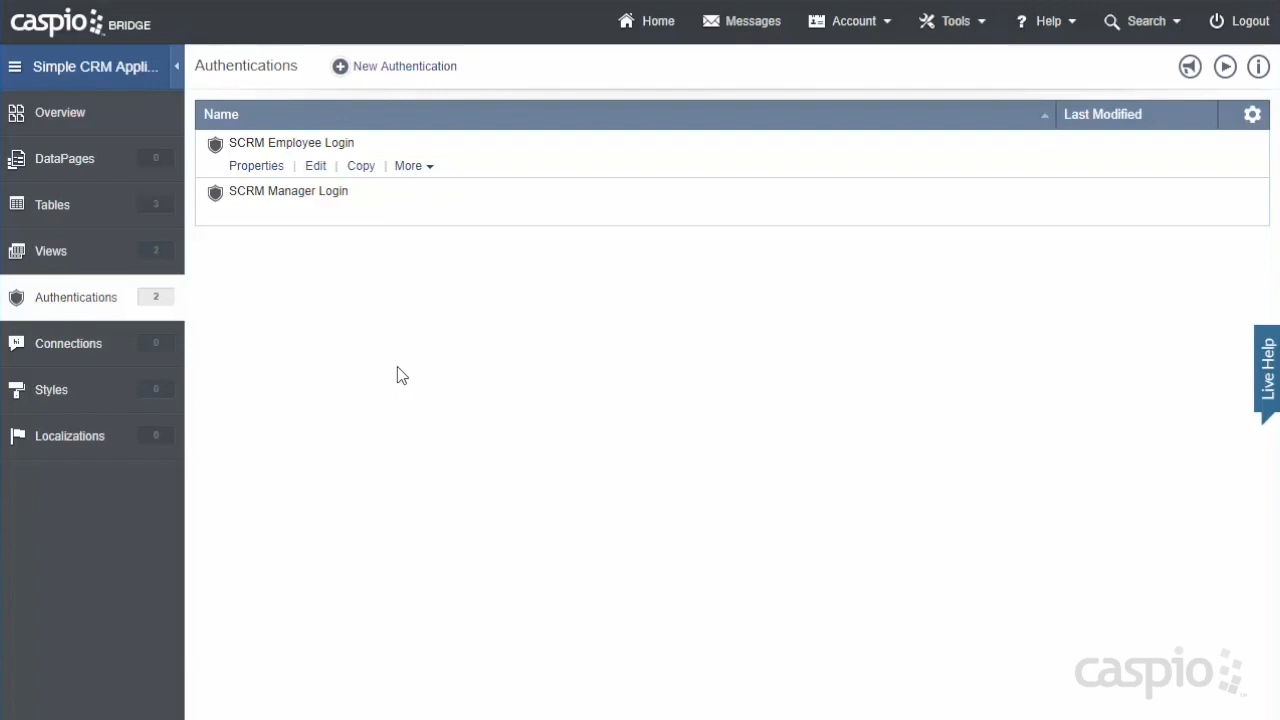 caspio BRIDGE
Home Messages Account Tools ? Help Search Logout
Simple CRM Appli... Authentications New Authentication
Overview
DataPages 0
Tables 3
Views 2
Authentications 2
Connections 0
Styles 0
Localizations 0
Name Last Modified
SCRM Employee Login
Properties | Edit | Copy | More
SCRM Manager Login
Live Help
caspio